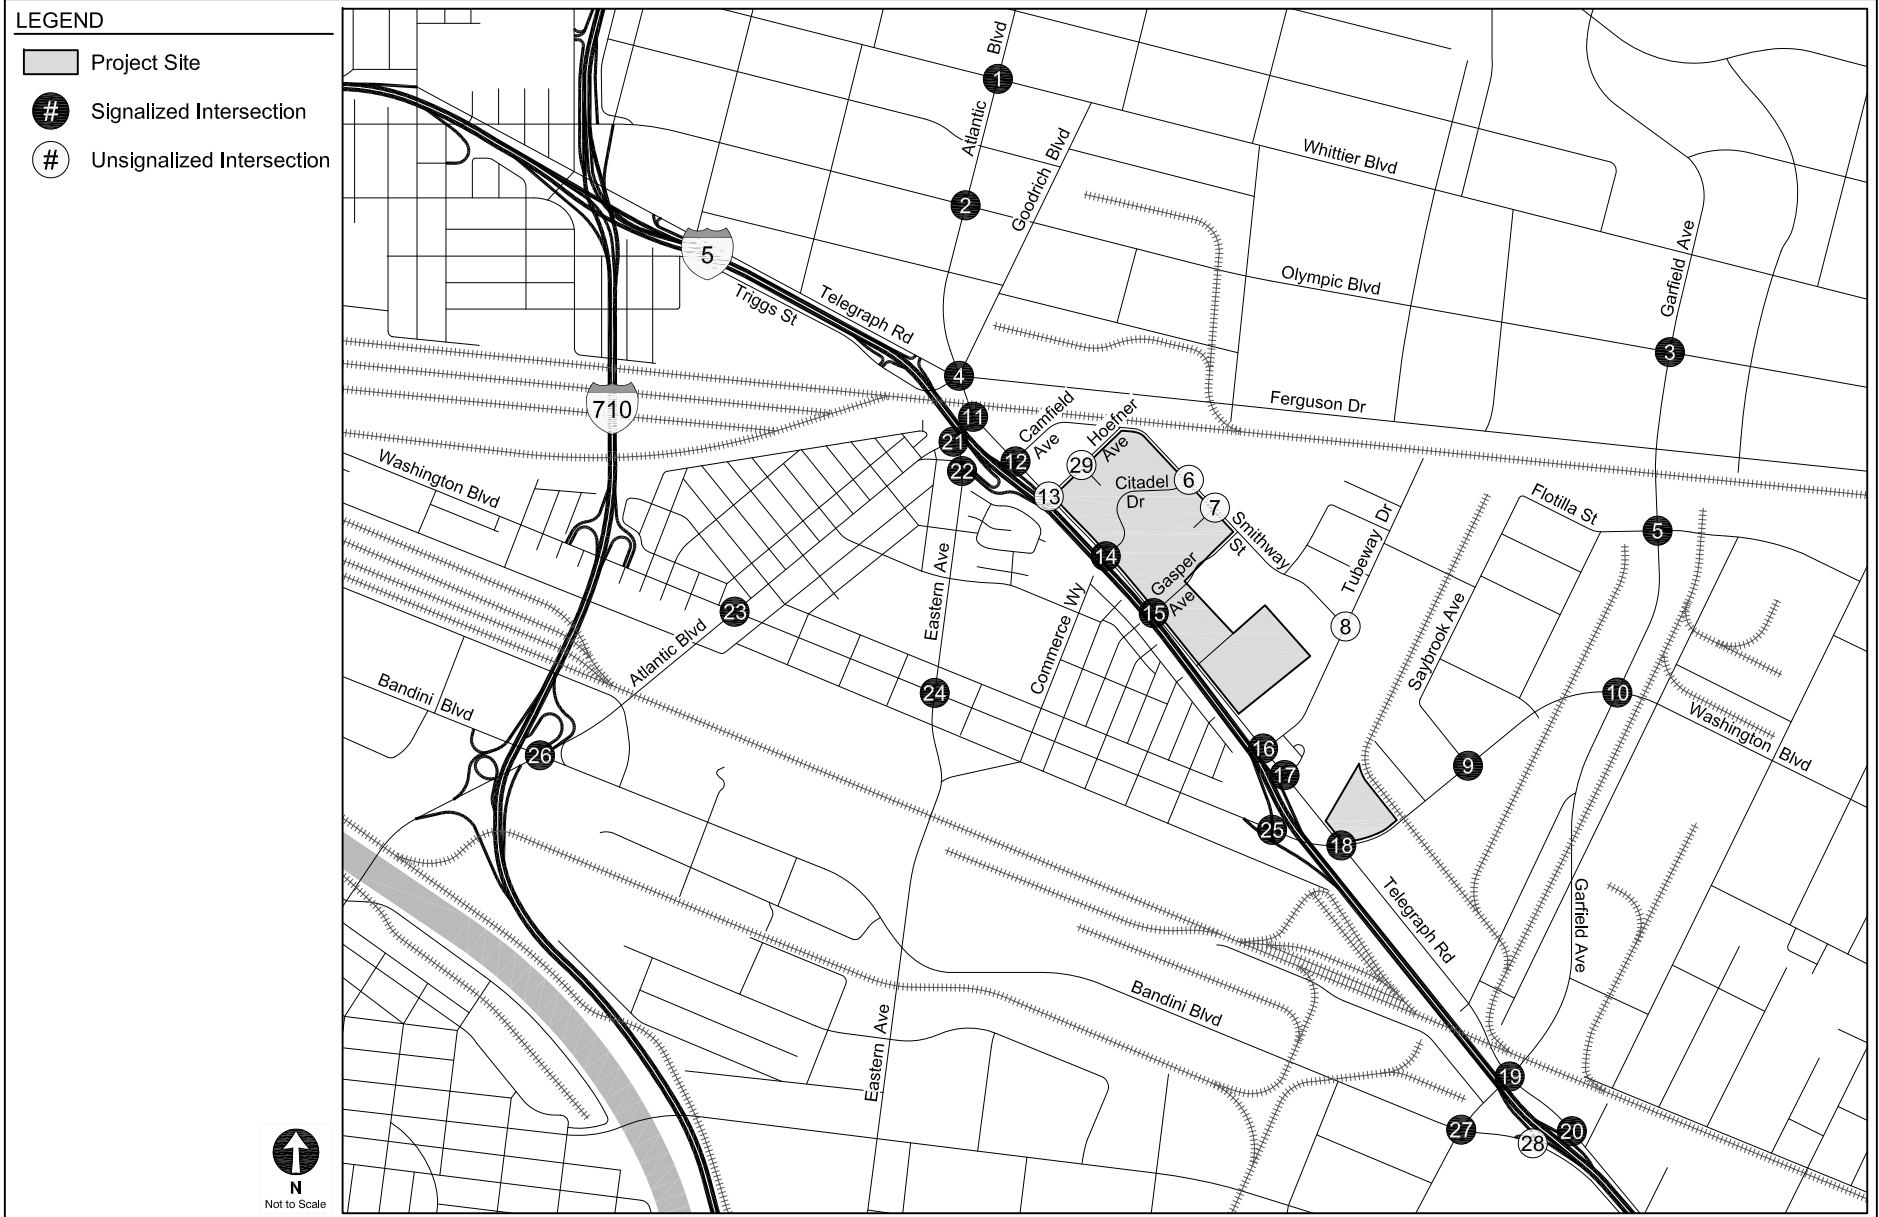 LEGEND
Project Site
# Signalized Intersection
# Unsignalized Intersection
N
Not to Scale
Blvd
1
Atlantic
Goodrich Blvd
Whittier Blvd
2
Garfield Ave
5
Olympic Blvd
Triggs St
Telegraph Rd
3
4
710
Ferguson Dr
11
Camfield
Ave
Hoefner
Ave
21
12
29
22
Washington Blvd
13
Citadel
Dr
6
7
Flotilla St
5
Smithway
St
Tubeway Dr
14
Gasper
Ave
Eastern Ave
Commerce Wy
23
15
8
Saybrook Ave
Atlantic Blvd
Bandini Blvd
24
10
Washington Blvd
26
16
17
9
25
18
Telegraph Rd
Garfield Ave
Bandini Blvd
Eastern Ave
19
27
28
20